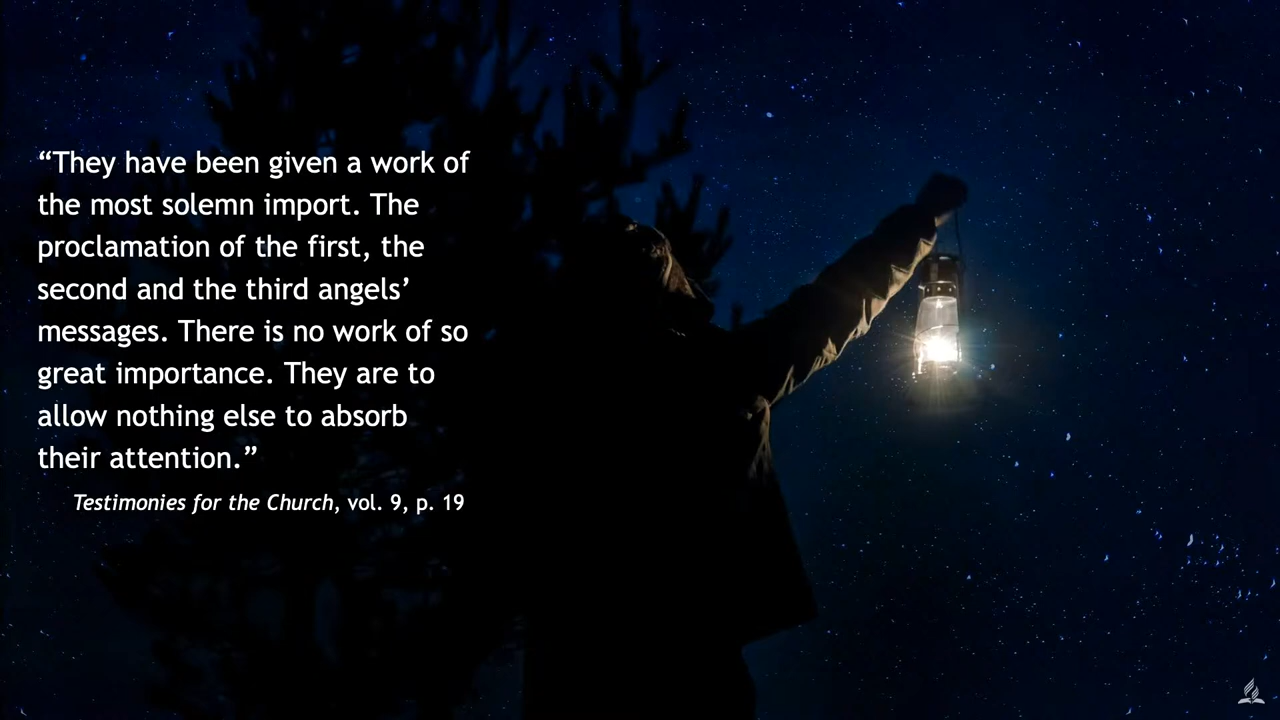 “They have been given a work of
the most solemn import. The
proclamation of the first, the
second and the third angels’
messages. There is no work of so
great importance. They are to
allow nothing else to absorb
their attention.”
Testimonies for the Church, vol. 9, p. 19